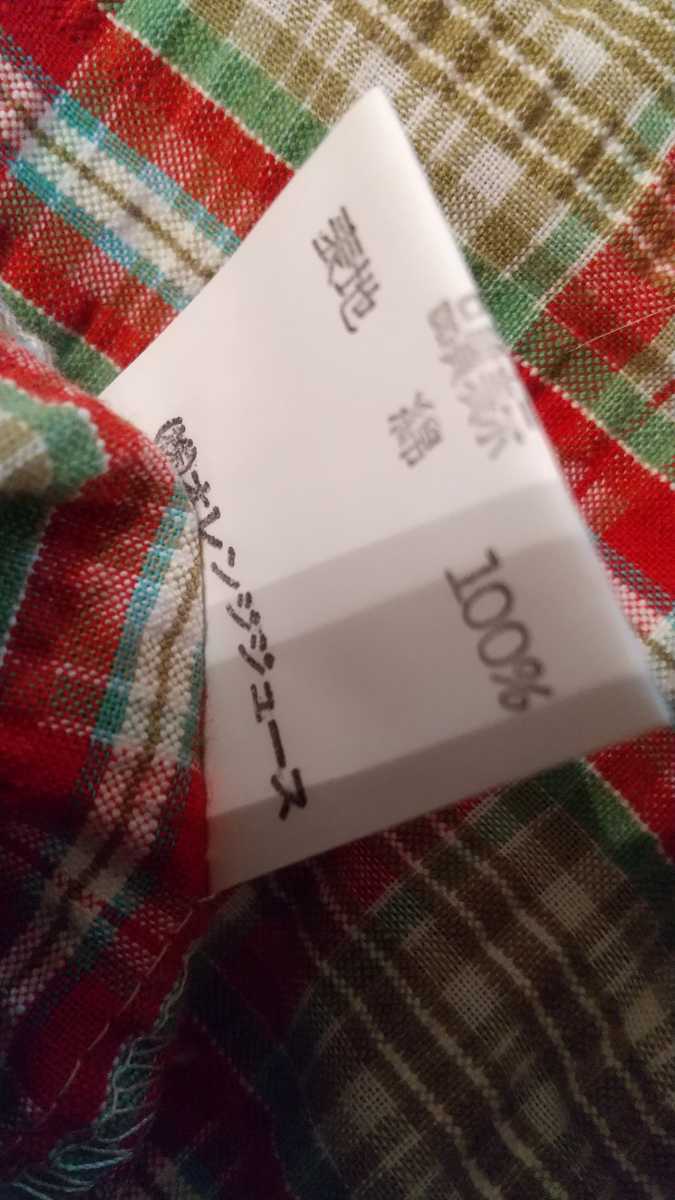 品質表示
表地
綿 100%
㈱オレンジジュース